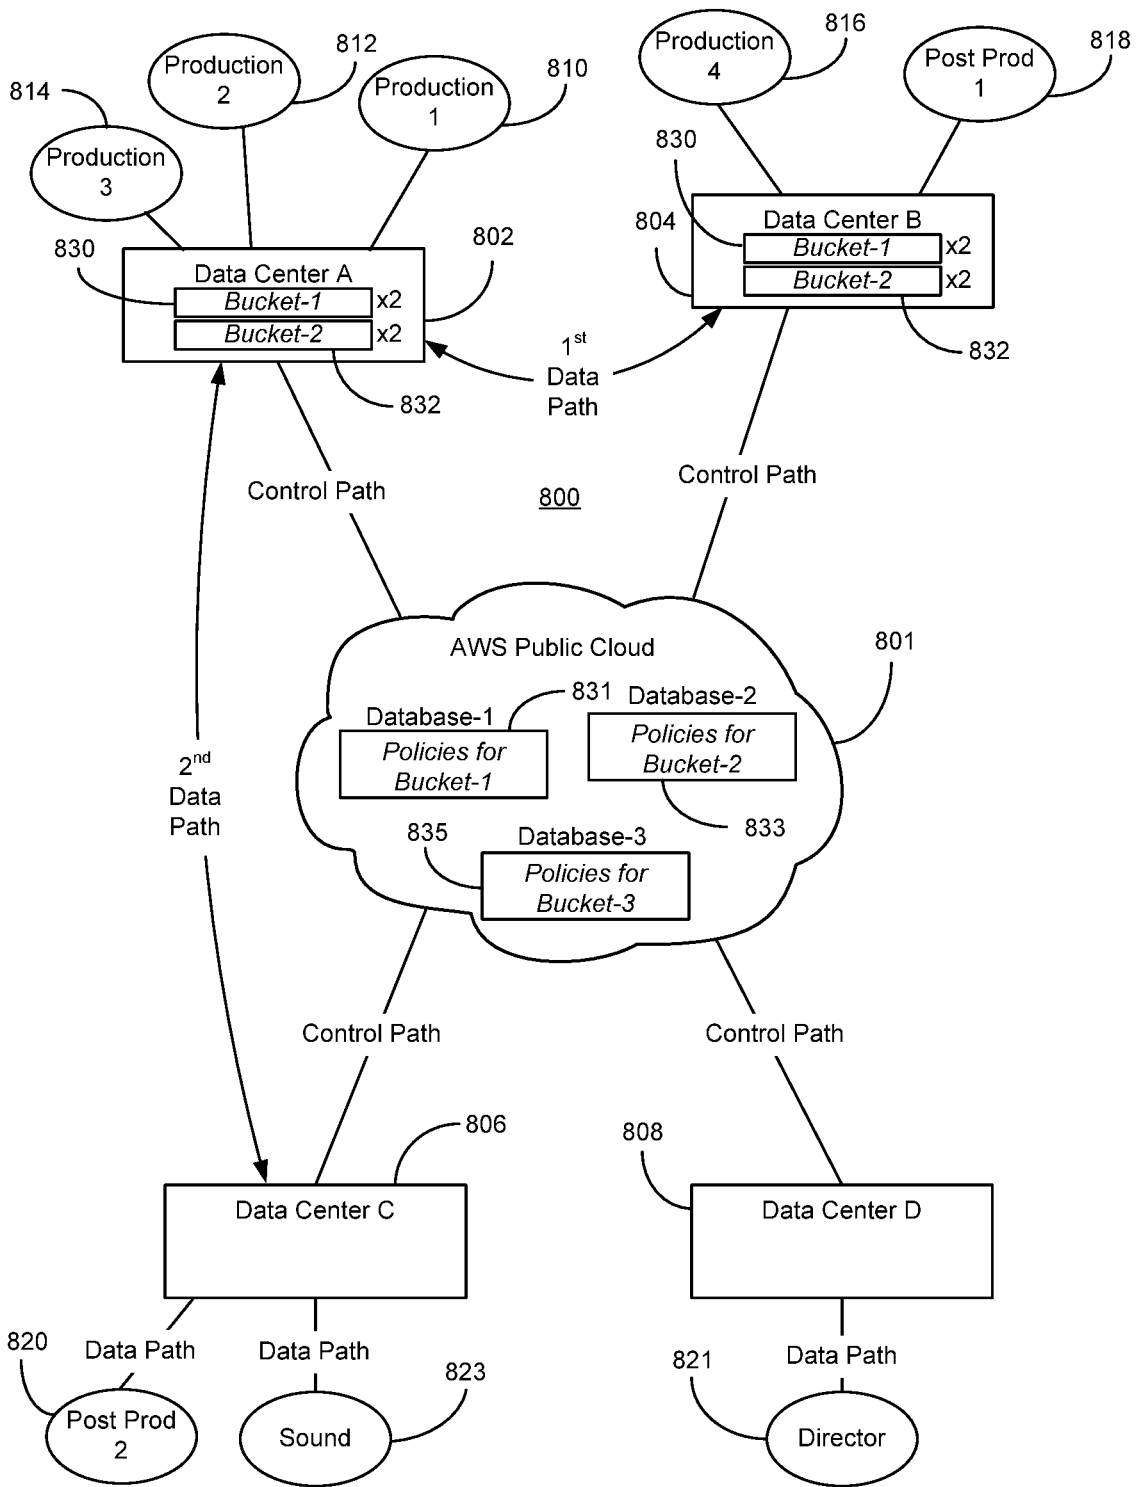 812
816
818
Production
2
Production
4
Post Prod
1
810
814
Production
1
Production
3
830
804
Data Center B
Bucket-1 x2
Bucket-2 x2
832
830
802
Data Center A
Bucket-1 x2
Bucket-2 x2
832
1st
Data
Path
Control Path
Control Path
800
AWS Public Cloud
801
831
Database-1
Policies for
Bucket-1
Database-2
Policies for
Bucket-2
833
835
Database-3
Policies for
Bucket-3
2nd
Data
Path
Control Path
Control Path
806
808
Data Center C
Data Center D
820
Data Path
Data Path
823
821
Data Path
Post Prod
2
Sound
Director